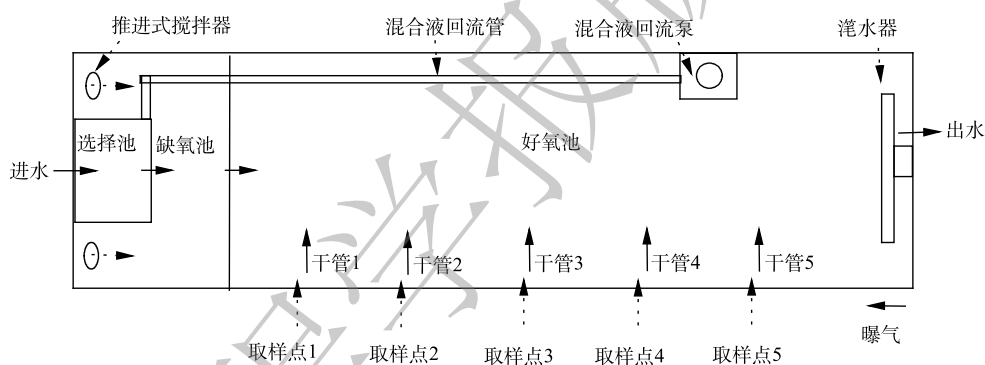 推进式搅拌器
混合液回流管
混合液回流泵
滗水器
选择池
缺氧池
好氧池
出水
进水
干管1
干管2
干管3
干管4
干管5
取样点1
取样点2
取样点3
取样点4
取样点5
曝气
学报